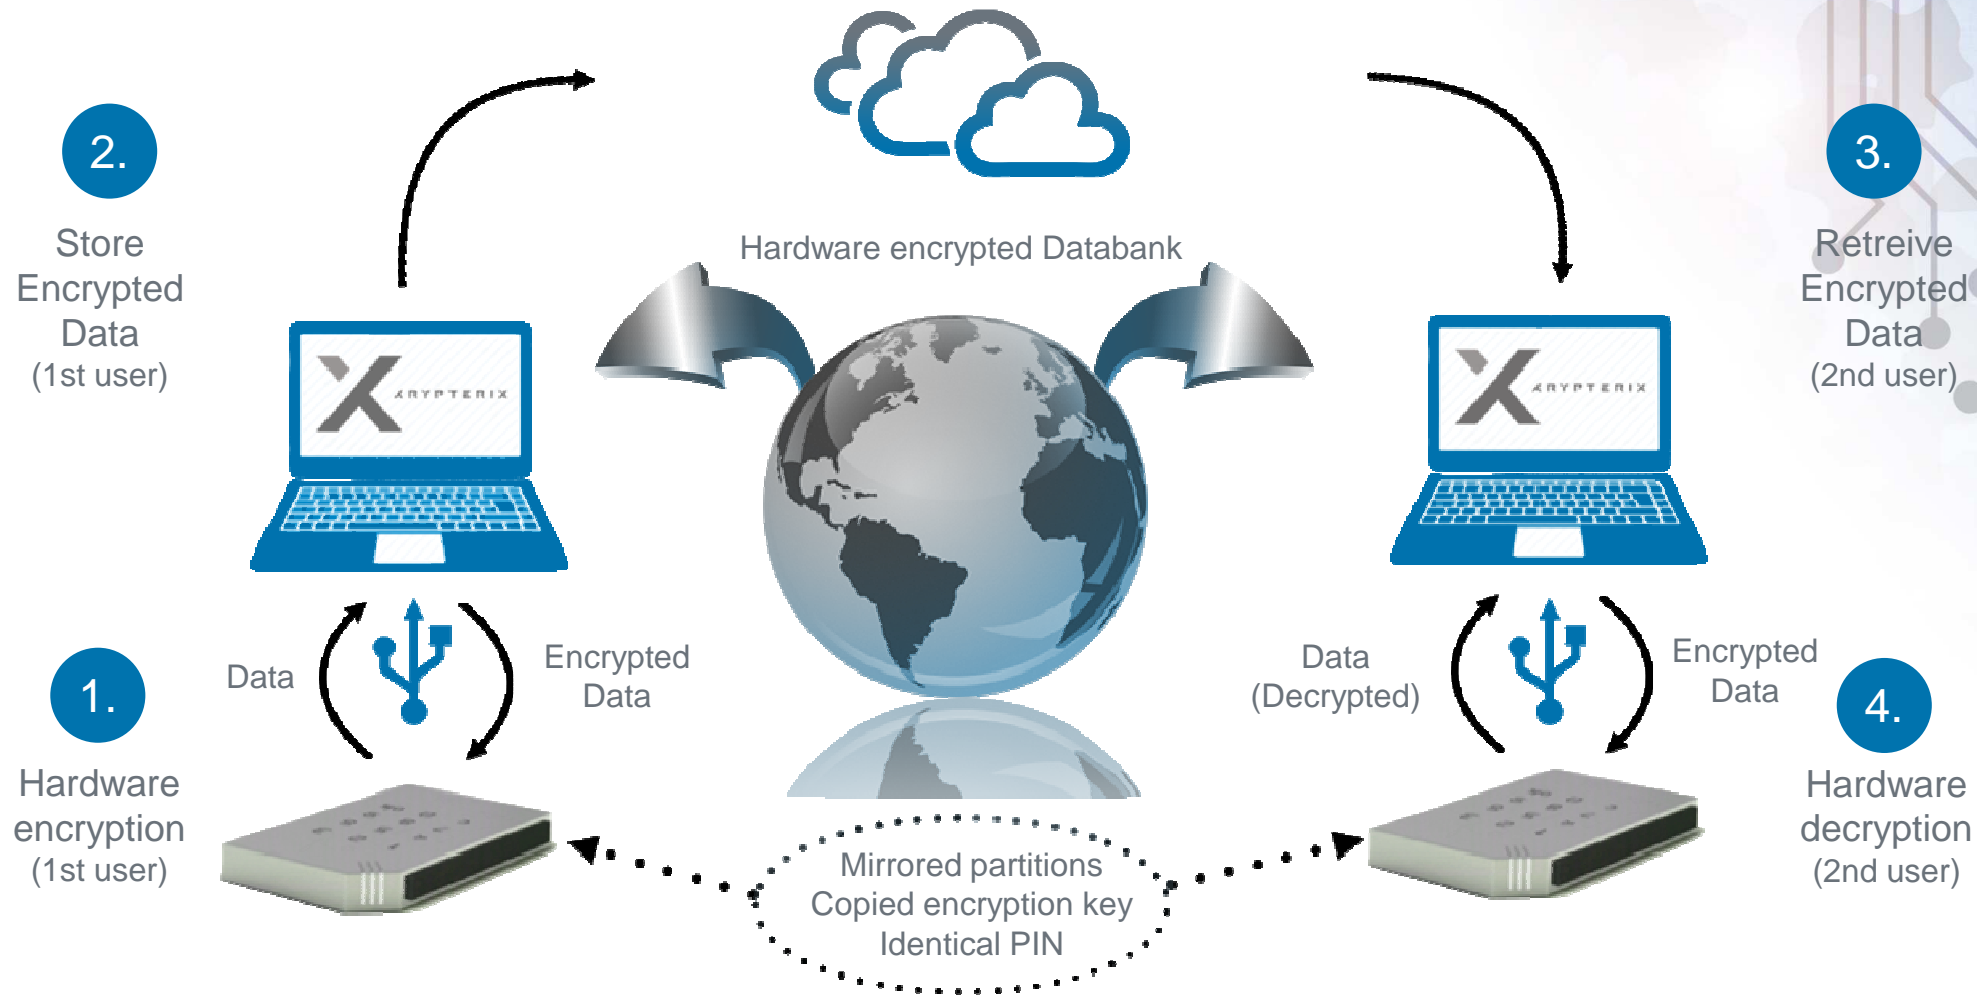 2.
Store
Encrypted
Data
(1st user)
Hardware encrypted Databank
3.
Retreive
Encrypted
Data
(2nd user)
KRYPTERIX
KRYPTERIX
1.
Hardware
encryption
(1st user)
Data
Encrypted
Data
Data
(Decrypted)
Encrypted
Data
4.
Hardware
decryption
(2nd user)
Mirrored partitions
Copied encryption key
Identical PIN